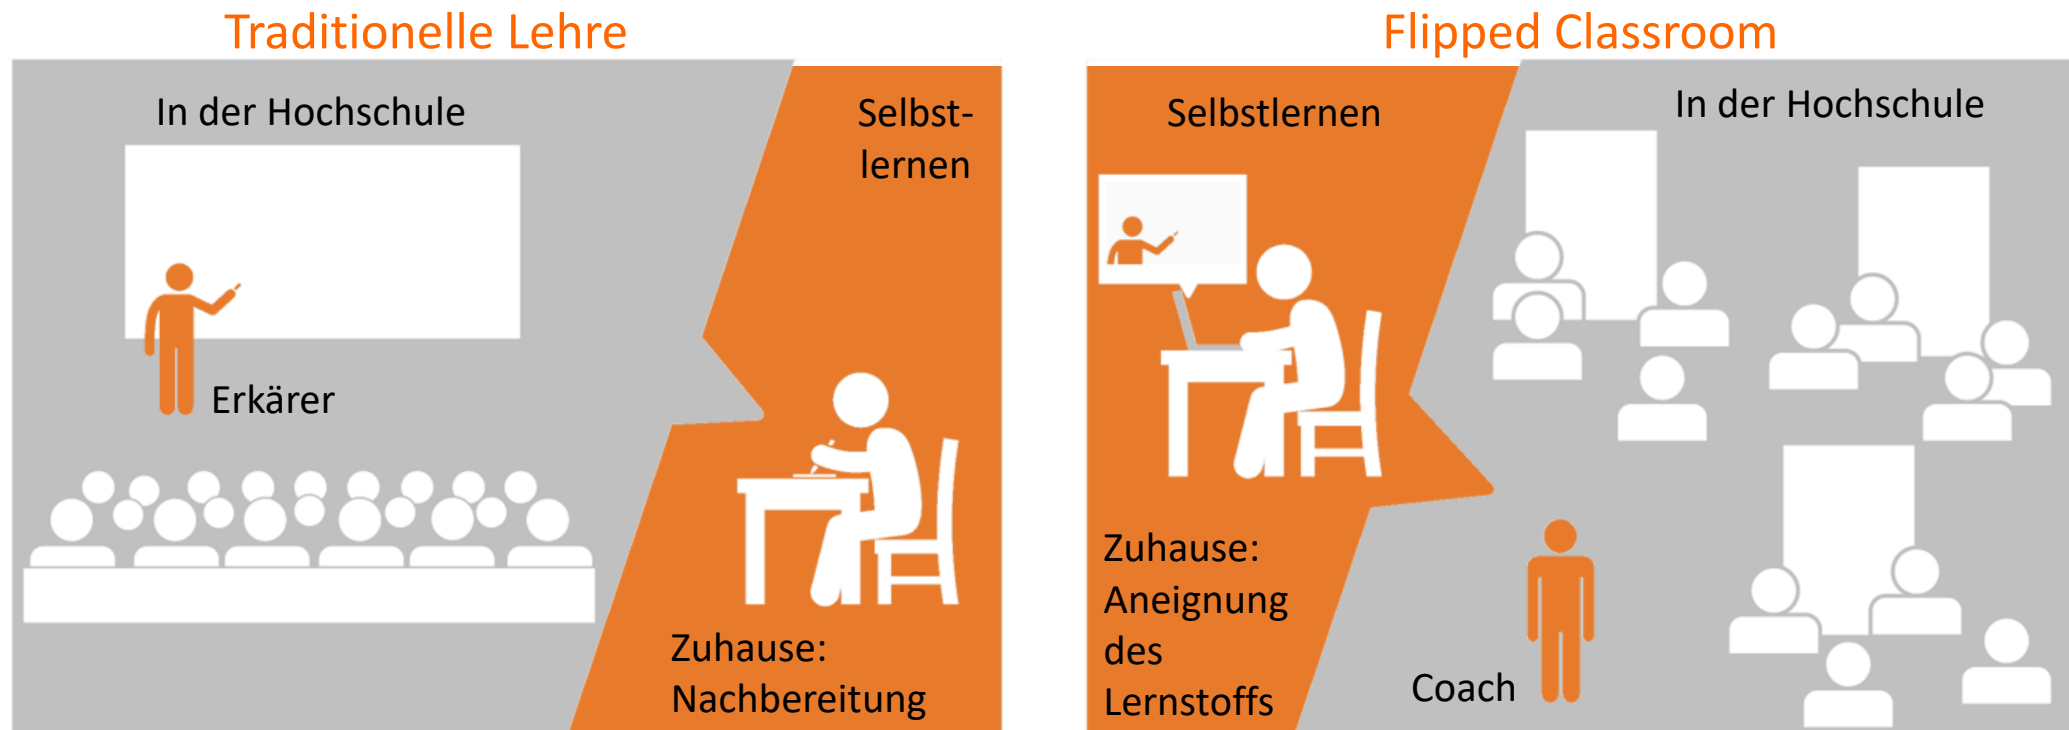 Traditionelle Lehre
In der Hochschule
Selbst-
lernen
Erkärer
Zuhause:
Nachbereitung
Flipped Classroom
Selbstlernen
In der Hochschule
Zuhause:
Aneignung
des
Lernstoffs
Coach